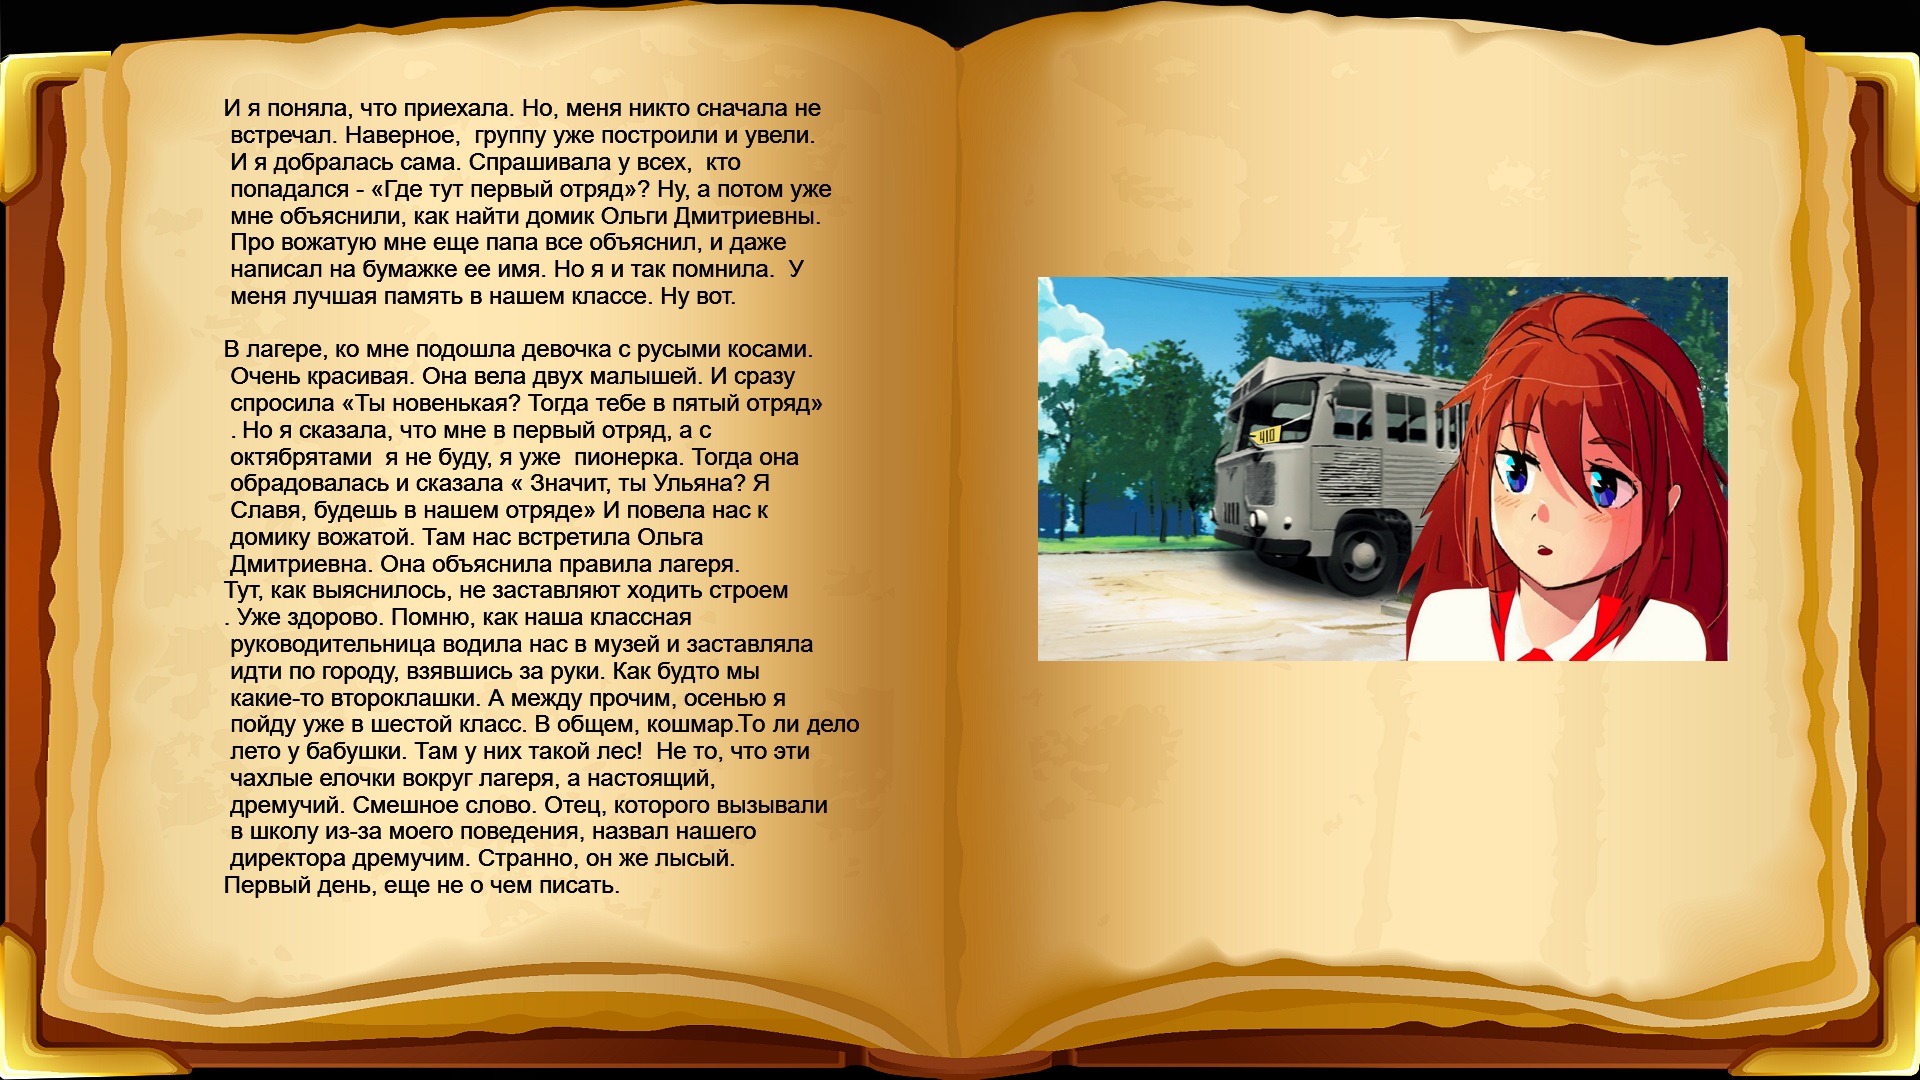 И я поняла, что приехала. Но, меня никто сначала не
встречал. Наверное,  группу уже построили и увели.
И я добралась сама. Спрашивала у всех,  кто
попадался - «Где тут первый отряд»? Ну, а потом уже
мне объяснили, как найти домик Ольги Дмитриевны.
Про вожатую мне еще папа все объяснил, и даже
написал на бумажке ее имя. Но я и так помнила.  У
меня лучшая память в нашем классе. Ну вот.
В лагере, ко мне подошла девочка с русыми косами.
Очень красивая. Она вела двух малышей. И сразу
спросила «Ты новенькая? Тогда тебе в пятый отряд»
. Но я сказала, что мне в первый отряд, а с
октябрятами  я не буду, я уже  пионерка. Тогда она
обрадовалась и сказала « Значит, ты Ульяна? Я
Славя, будешь в нашем отряде» И повела нас к
домику вожатой. Там нас встретила Ольга
Дмитриевна. Она объяснила правила лагеря.
Тут, как выяснилось, не заставляют ходить строем
. Уже здорово. Помню, как наша классная
руководительница водила нас в музей и заставляла
идти по городу, взявшись за руки. Как будто мы
какие-то второклашки. А между прочим, осенью я
пойду уже в шестой класс. В общем, кошмар.То ли дело
лето у бабушки. Там у них такой лес!  Не то, что эти
чахлые елочки вокруг лагеря, а настоящий,
дремучий. Смешное слово. Отец, которого вызывали
в школу из-за моего поведения, назвал нашего
директора дремучим. Странно, он же лысый.
Первый день, еще не о чем писать.
410